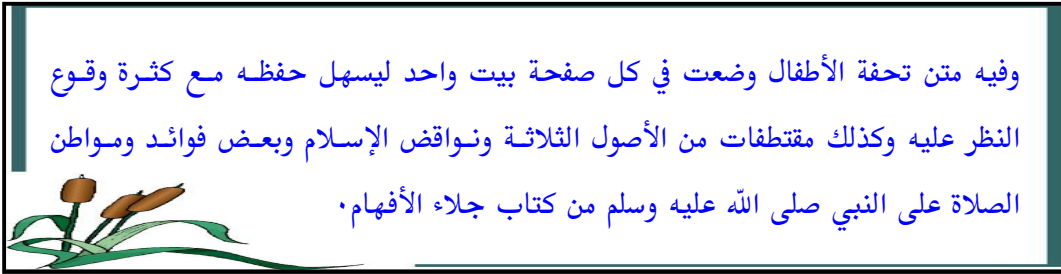 وفيه متن تحفة الأطفال وضعت في كل صفحة بيت واحد ليسهل حفظه مع كثرة وقوع
النظر عليه وكذلك مقتطفات من الأصول الثلاثة ونواقض الإسلام وبعض فوائد ومواطن
الصلاة على النبي صلى الله عليه وسلم من كتاب جلاء الأفهام.